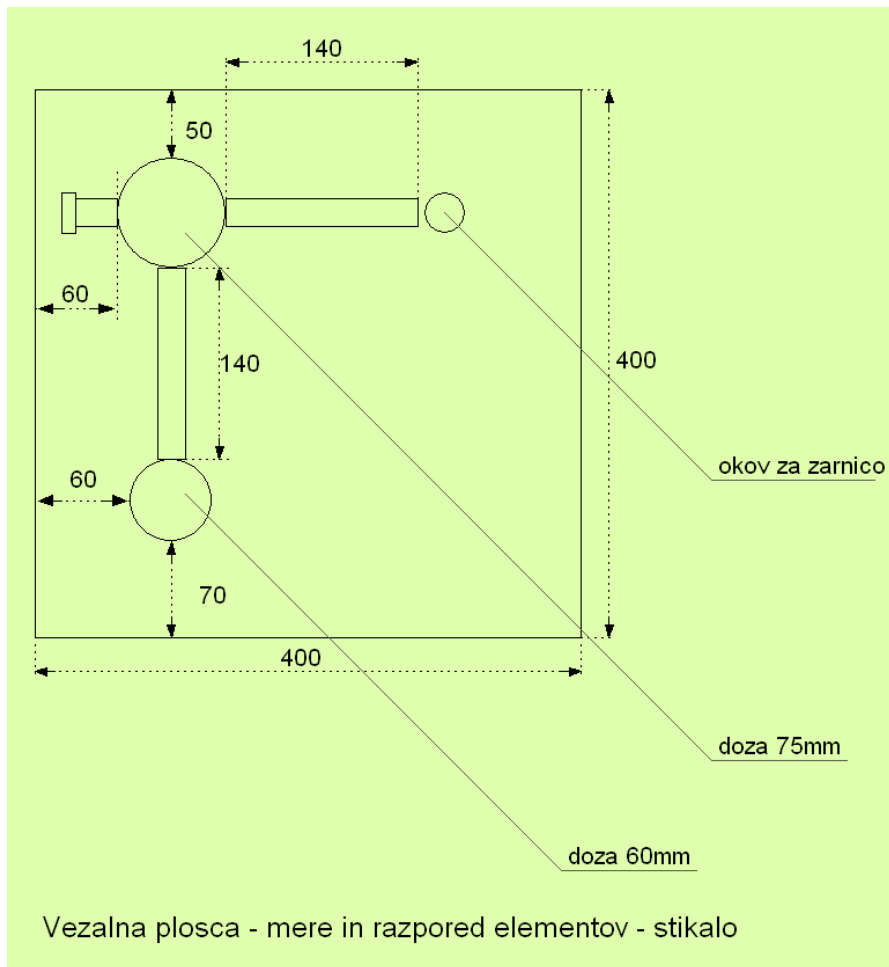 140
50
60
140
400
okov za zarnico
60
70
400
doza 75mm
doza 60mm
Vezalna plosca - mere in razpored elementov - stikalo